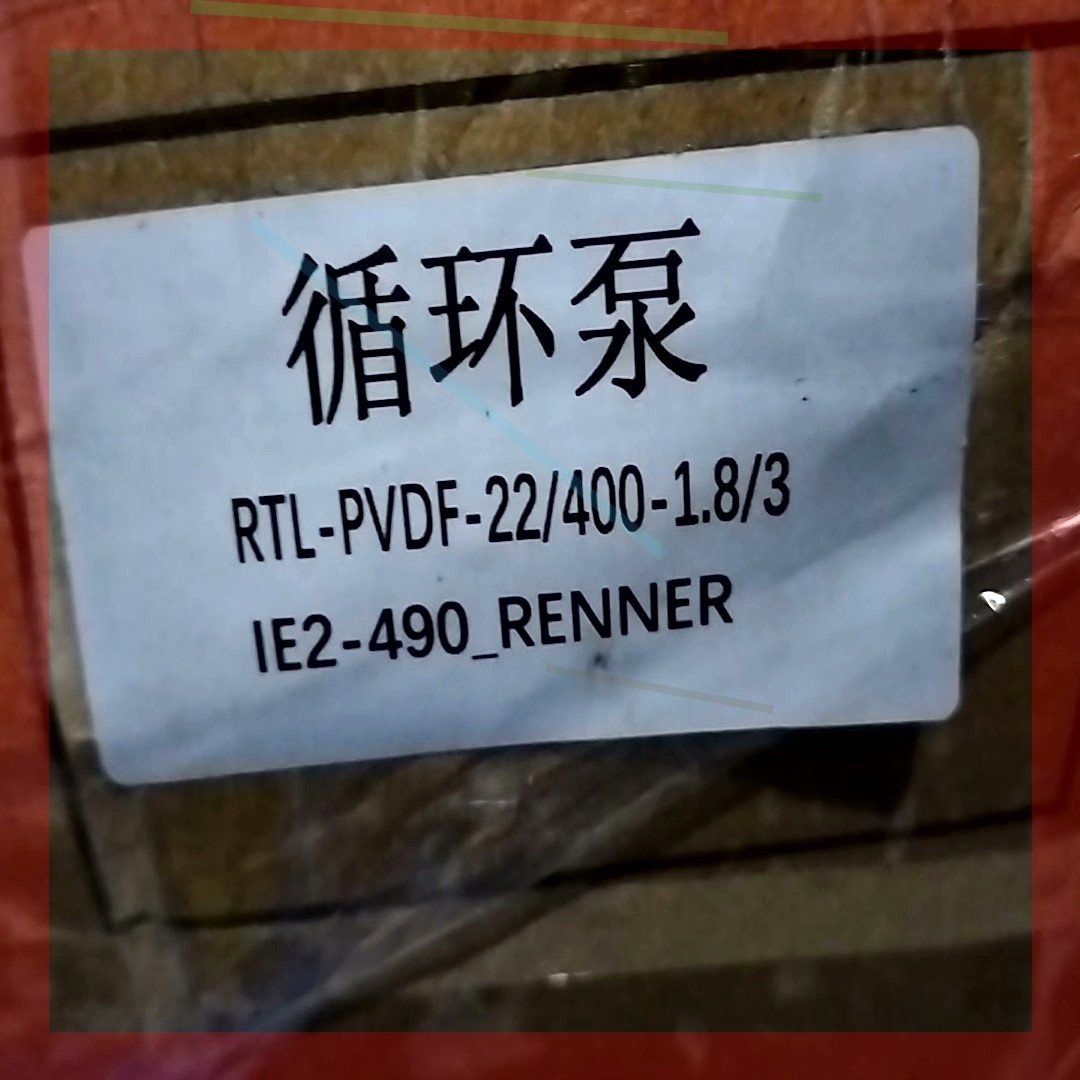 循环泵
RTL-PVDF-22/400-1.8/3
IE2-490_RENNER